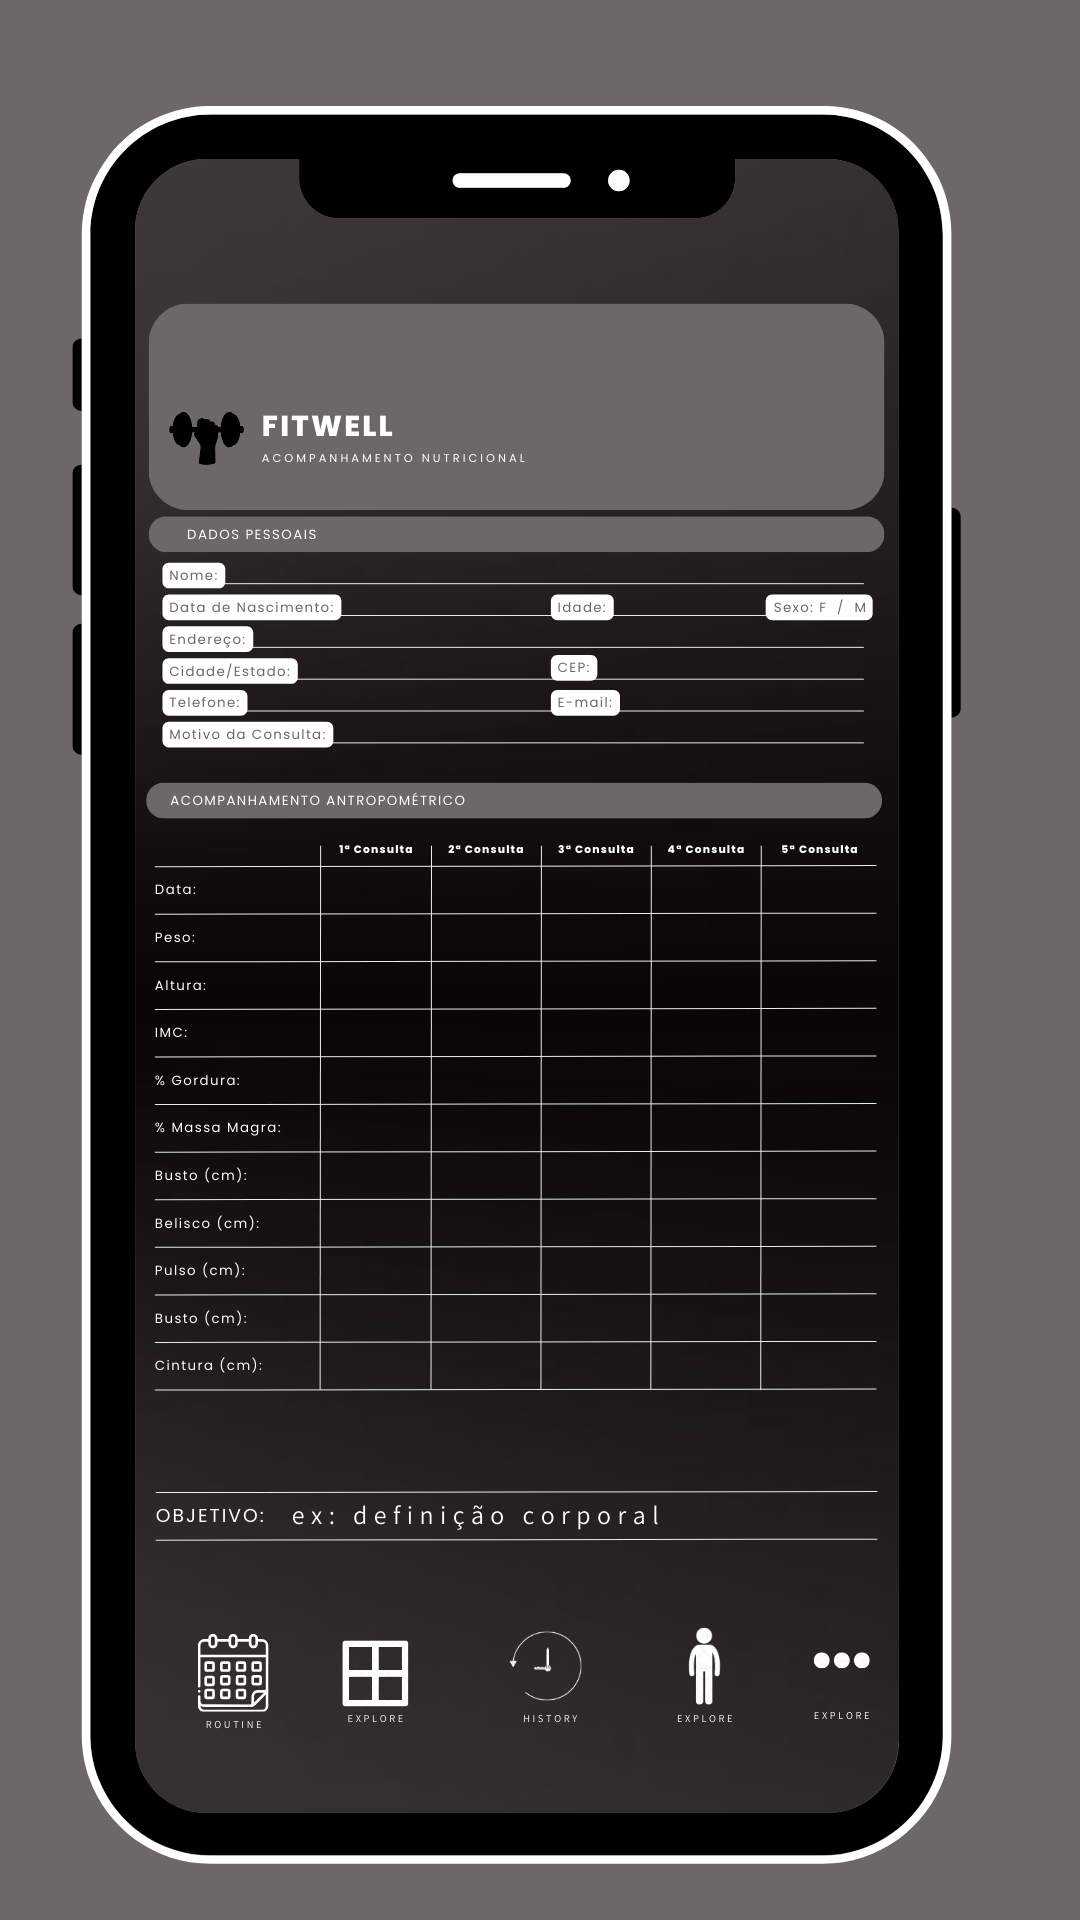 FITWELL
ACOMPANHAMENTO NUTRICIONAL
DADOS PESSOAIS
Nome:
Data de Nascimento: Idade: Sexo: F / M
Endereço:
Cidade/Estado: CEP:
Telefone: E-mail:
Motivo da Consulta:
ACOMPANHAMENTO ANTROPOMÉTRICO
1ª Consulta 2ª Consulta 3ª Consulta 4ª Consulta 5ª Consulta
Data:
Peso:
Altura:
IMC:
% Gordura:
% Massa Magra:
Busto (cm):
Belisco (cm):
Pulso (cm):
Busto (cm):
Cintura (cm):
OBJETIVO: ex: definição corporal
ROUTINE EXPLORE HISTORY EXPLORE EXPLORE